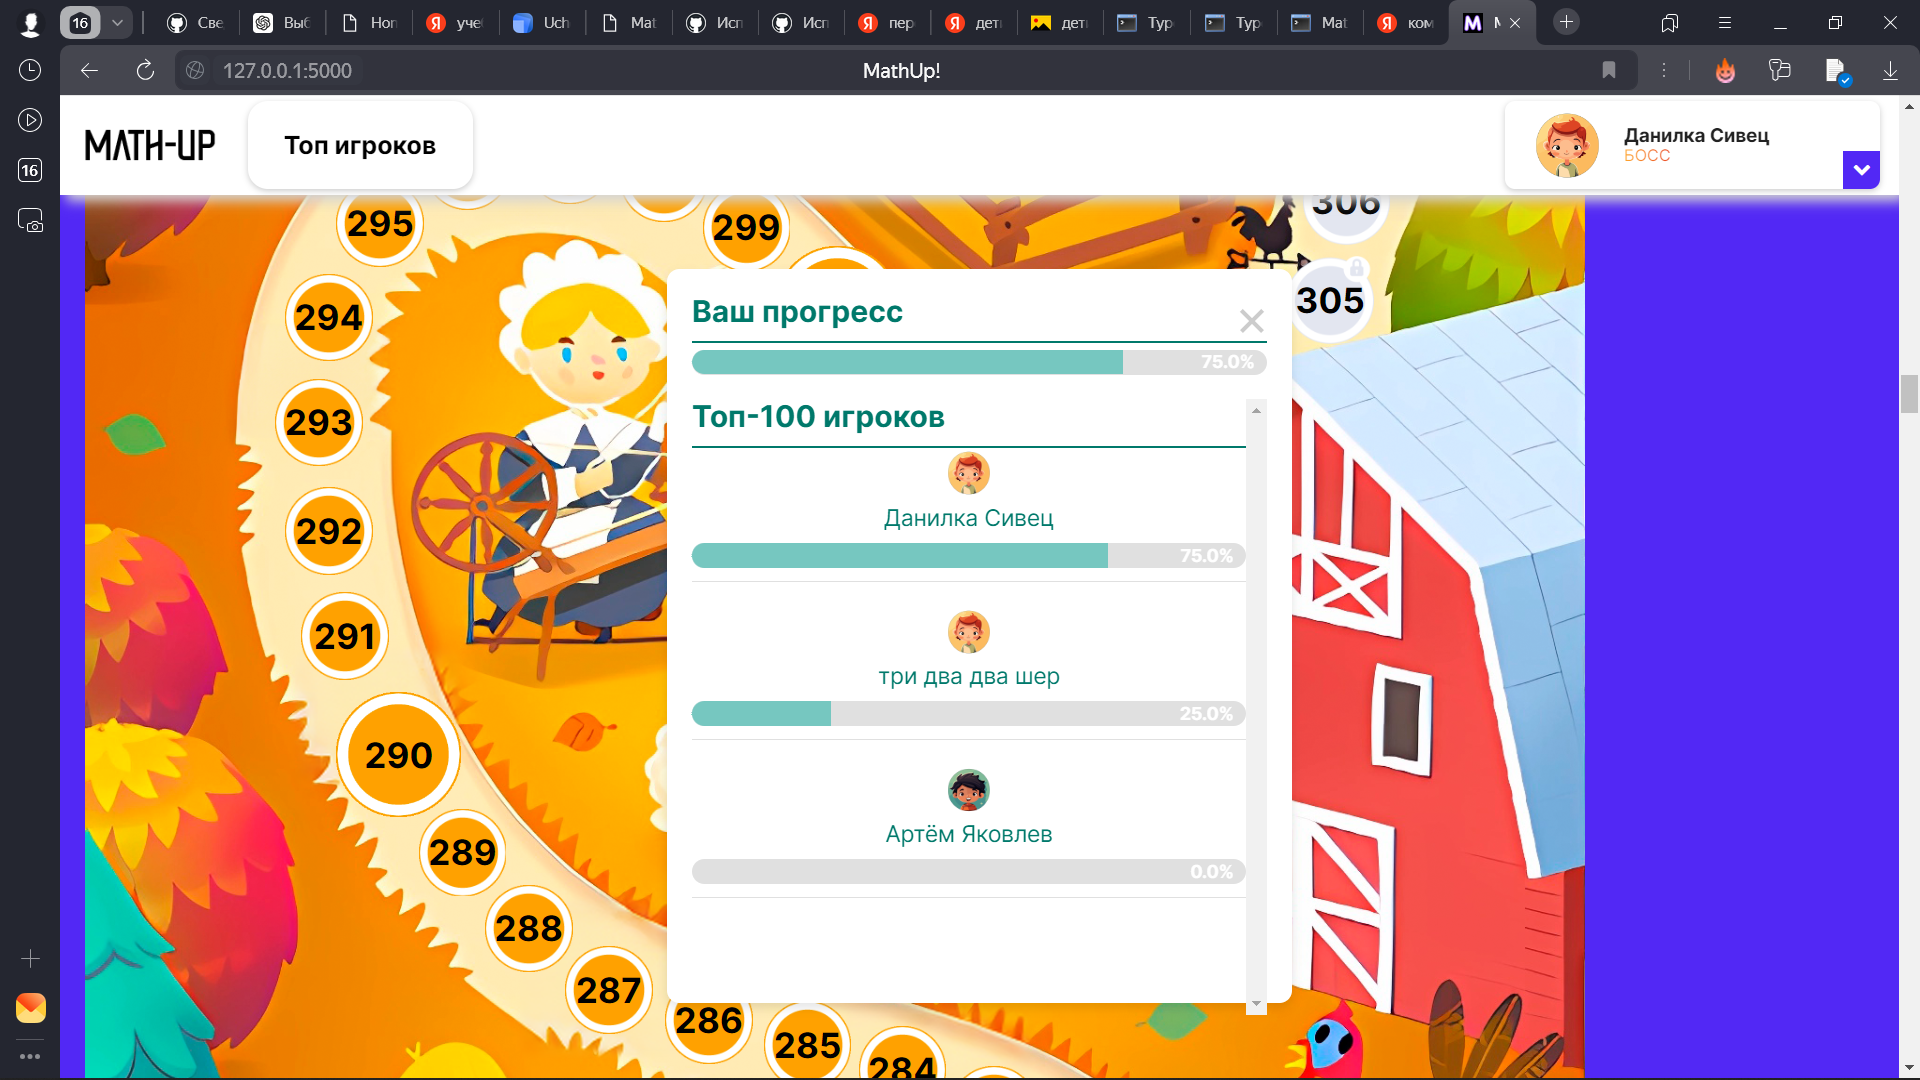 16
Све
Выб
Hor
уче
Uch
Mat
Исп
Исп
пер
дет
дет
Typ
Typ
Mat
ком
M
127.0.0.1:5000
MathUp!
16
MATH-UP
Топ игроков
Данилка Сивец
БОСС
295
299
306
294
305
293
292
291
290
289
288
287
286
285
284
Ваш прогресс
75.0%
Топ-100 игроков
Данилка Сивец
75.0%
три два два шер
25.0%
Артём Яковлев
0.0%